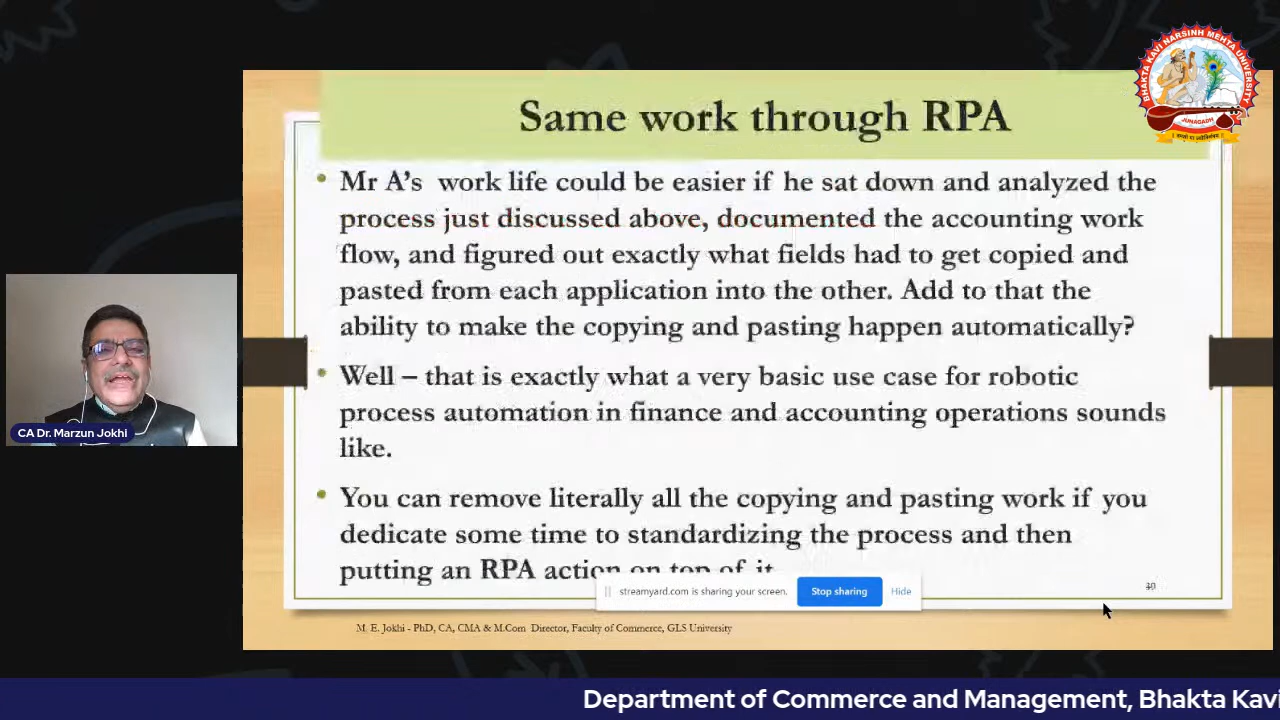 BHAKTA KAVI NARSINH MEHTA UNIVERSITY
JUNAGADH
Same work through RPA
• Mr A's work life could be easier if he sat down and analyzed the
process just discussed above, documented the accounting work
flow, and figured out exactly what fields had to get copied and
pasted from each application into the other. Add to that the
ability to make the copying and pasting happen automatically?
• Well – that is exactly what a very basic use case for robotic
process automation in finance and accounting operations sounds
like.
• You can remove literally all the copying and pasting work if you
dedicate some time to standardizing the process and then
putting an RPA action on top of it
streamyard.com is sharing your screen.
Stop sharing
Hide
M. E. Jokhi - PhD, CA, CMA & M.Com Director, Faculty of Commerce, GLS University
CA Dr. Marzun Jokhi
Department of Commerce and Management, Bhakta Kavi